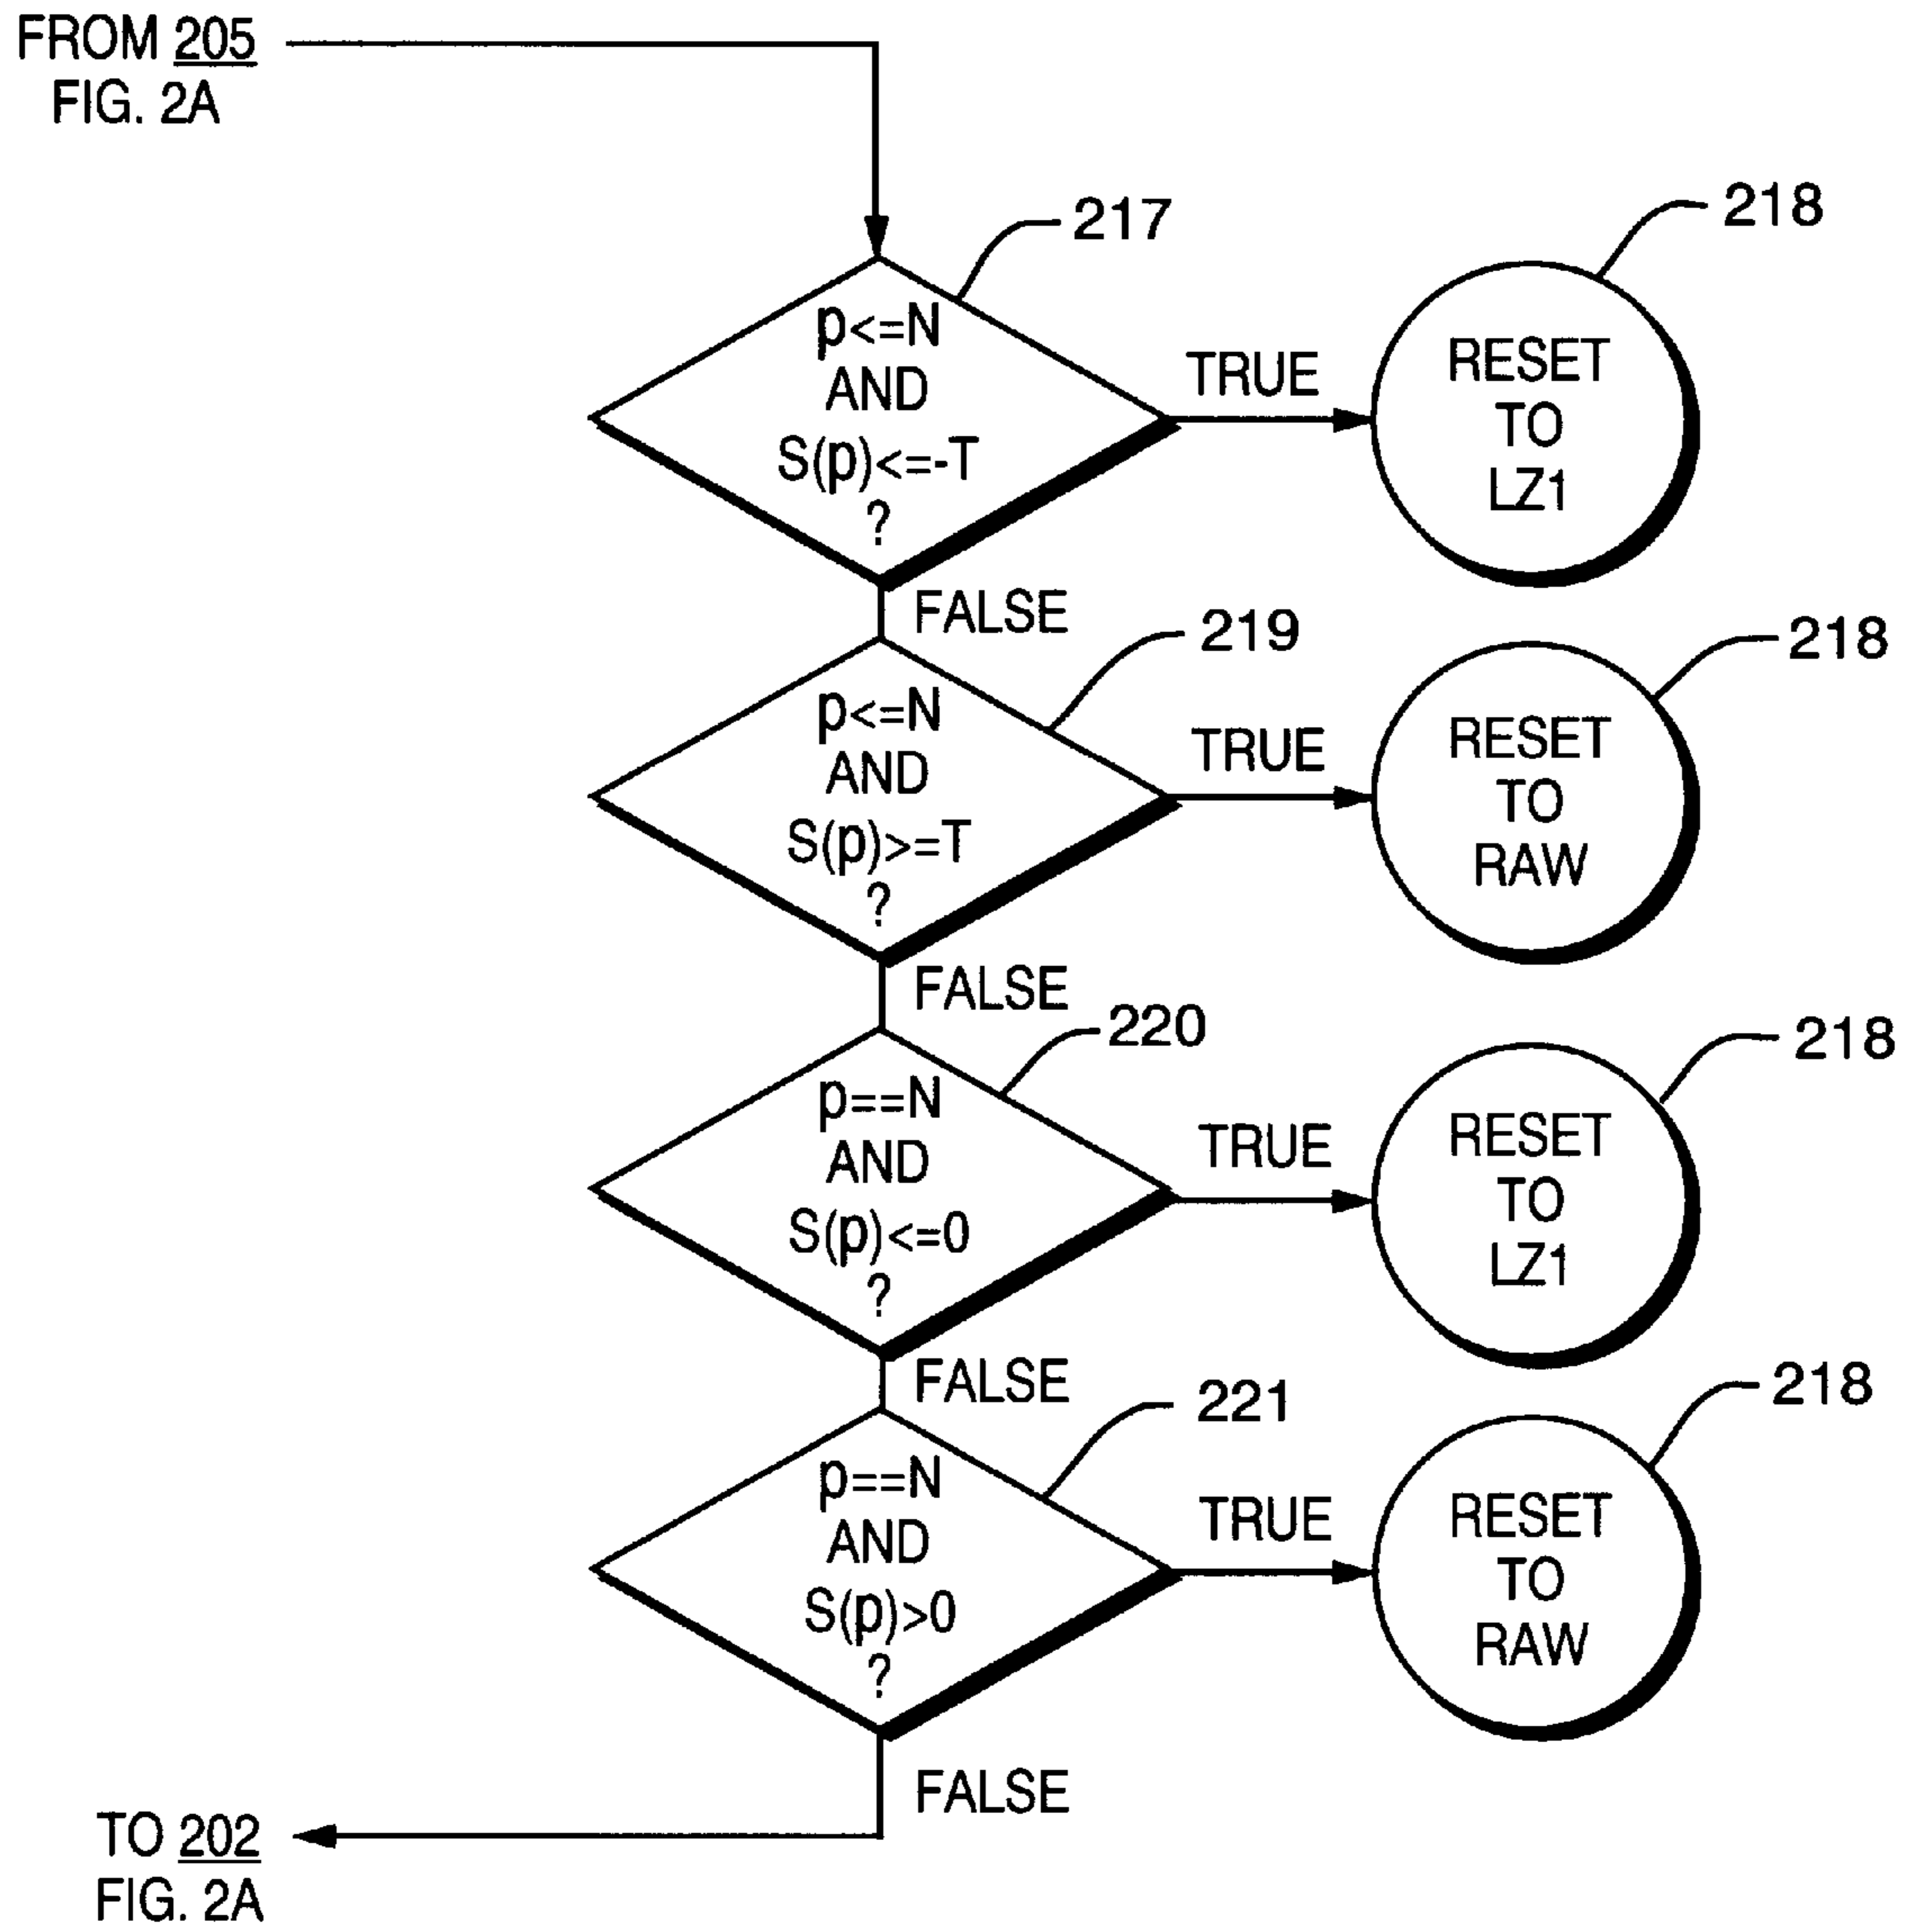 FROM 205
FIG. 2A
217
218
p<=N
AND
S(p)<=-T
?
TRUE
RESET
TO
LZ1
FALSE
219
218
p<=N
AND
S(p)>=T
?
TRUE
RESET
TO
RAW
FALSE
220
218
p==N
AND
S(p)<=0
?
TRUE
RESET
TO
LZ1
FALSE
221
218
p==N
AND
S(p)>0
?
TRUE
RESET
TO
RAW
FALSE
TO 202
FIG. 2A